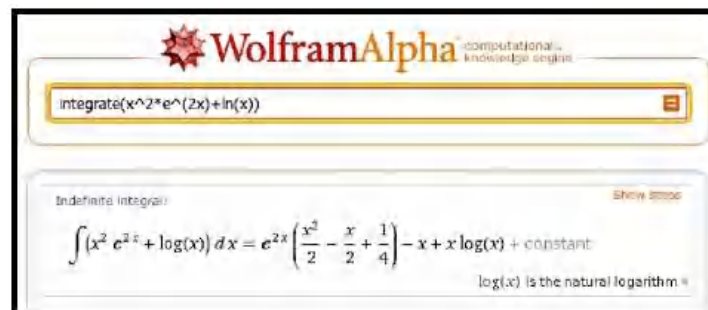 WolframAlpha computational... knowledge engine
integrate(x^2*e^(2x)+ln(x))
Indefinite integral:
Show steps
∫(x² e^(2x) + log(x)) dx = e^(2x) (x²/2 − x/2 + 1/4) − x + x log(x) + constant
log(x) is the natural logarithm »